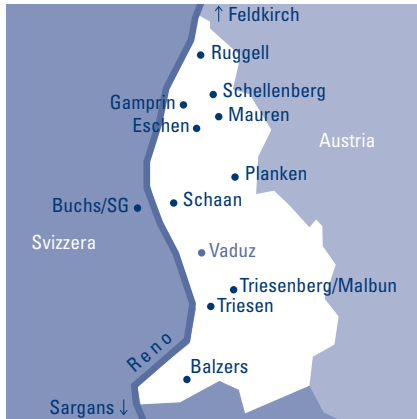 ↑ Feldkirch
Ruggell
Schellenberg
Gamprin
Mauren
Eschen
Austria
Planken
Schaan
Buchs/SG
Svizzera
Vaduz
Triesenberg/Malbun
Triesen
Reno
Balzers
Sargans ↓